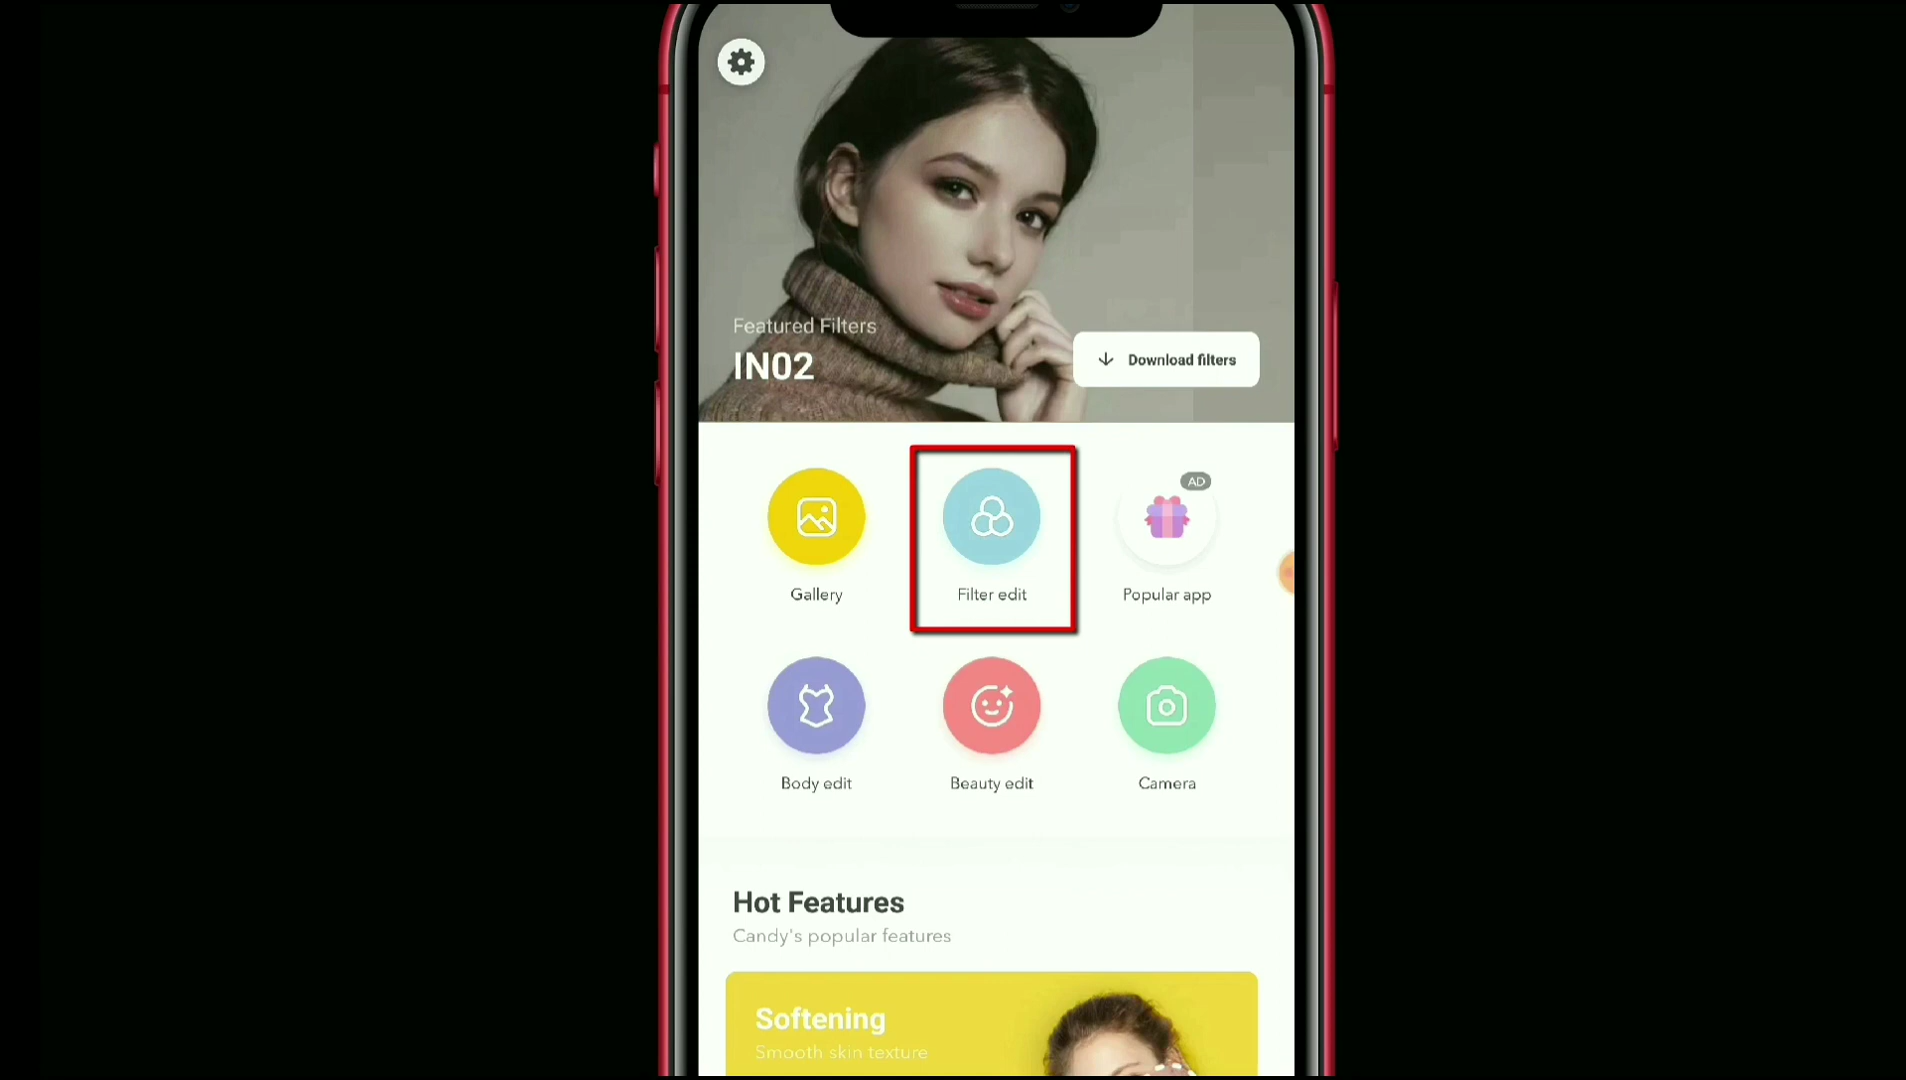 Featured Filters
IN02
Download filters
AD
Gallery
Filter edit
Popular app
Body edit
Beauty edit
Camera
Hot Features
Candy's popular features
Softening
Smooth skin texture